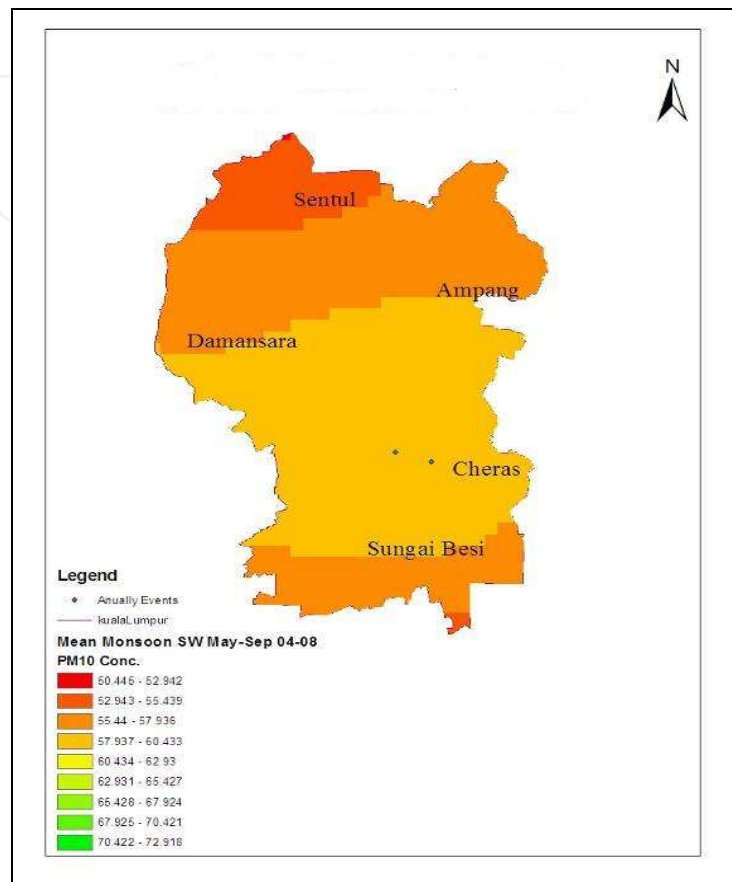 N
Sentul
Ampang
Damansara
Cheras
Sungai Besi
Legend
Anually Events
kualaLumpur
Mean Monsoon SW May-Sep 04-08
PM10 Conc.
50.445 - 52.942
52.943 - 55.439
55.44 - 57.936
57.937 - 60.433
60.434 - 62.93
62.931 - 65.427
65.428 - 67.924
67.925 - 70.421
70.422 - 72.918